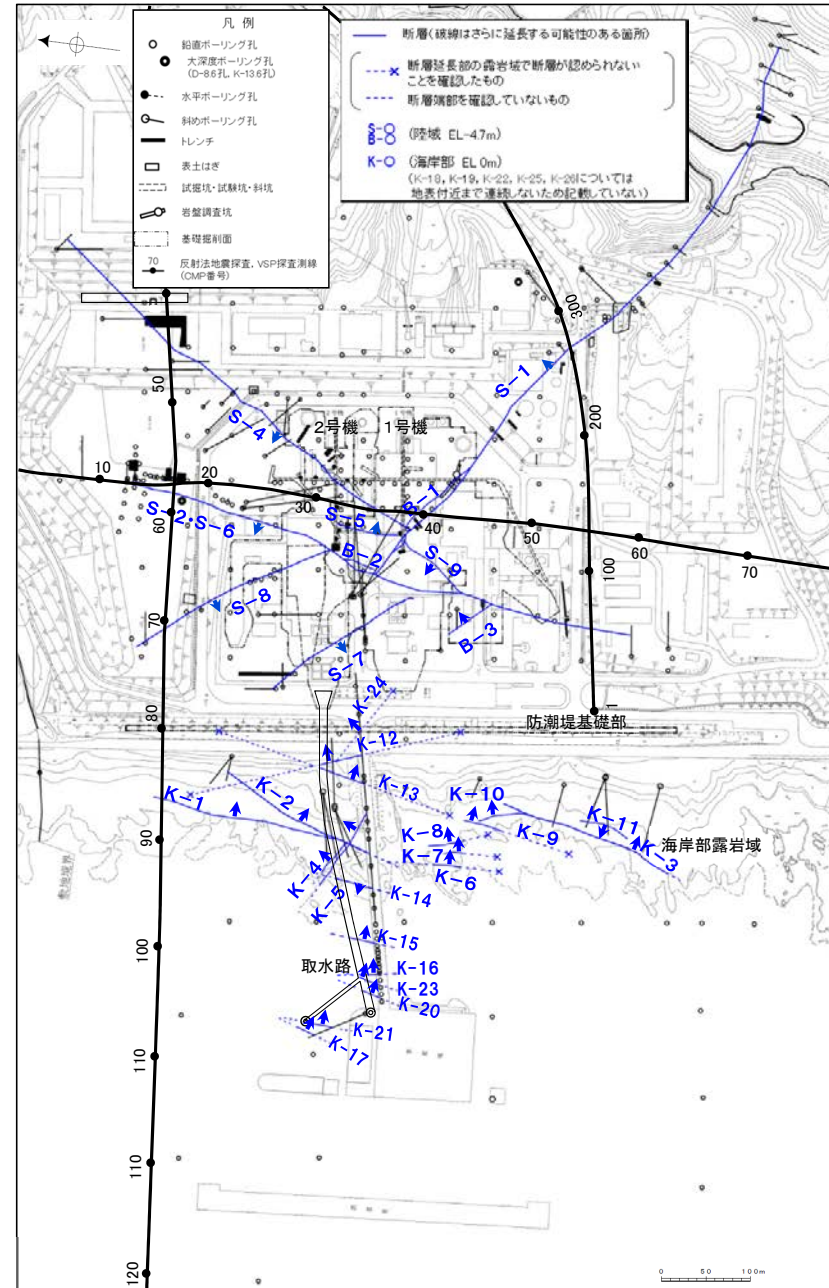 凡 例
鉛直ボーリング孔
大深度ボーリング孔
(D-8.6孔, K-13.6孔)
水平ボーリング孔
斜めボーリング孔
トレンチ
表土はぎ
試掘坑・試験坑・斜坑
岩盤調査坑
基礎掘削面
70
反射法地震探査, VSP探査測線
(CMP番号)
断層(破線はさらに延長する可能性のある箇所)
断層延長部の露岩域で断層が認められない
ことを確認したもの
断層端部を確認していないもの
S-○
B-○
(陸域 EL-4.7m)
K-○
(海岸部 EL 0m)
(K-18, K-19, K-22, K-25, K-26については
地表付近まで連続しないため記載していない)
300
50
S-1
S-4
2号機
1号機
200
10
20
30
B-1
40
50
60
70
S-2・S-6
60
S-5
B-2
S-9
100
S-8
70
B-3
S-7
K-24
1
80
防潮堤基礎部
K-12
K-1
K-2
K-13
K-10
K-11
K-8
K-9
90
K-7
K-3
海岸部露岩域
K-4
K-6
敷地境界
K-5
K-14
K-15
100
取水路
K-16
K-23
K-20
K-21
K-17
110
110
120
0 50 100m